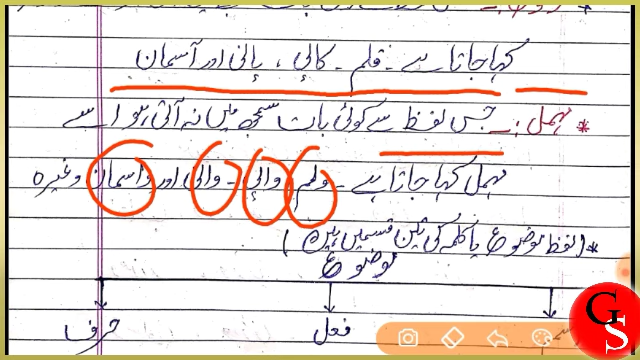 کہا جاتا ہے ۔ قلم ۔ کاپی ، پانی اور آسمان
* مہمل :۔ جس لفظ سے کوئی بات سمجھ میں نہ آتی ہو اسے
مہمل کہا جاتا ہے ۔ ولم ، واپی ۔ وانی ، اور واسمان وغیرہ
* (لفظ موضوع یا کلمہ کی تین قسمیں ہیں)
موضوع
فعل
حرف
GS